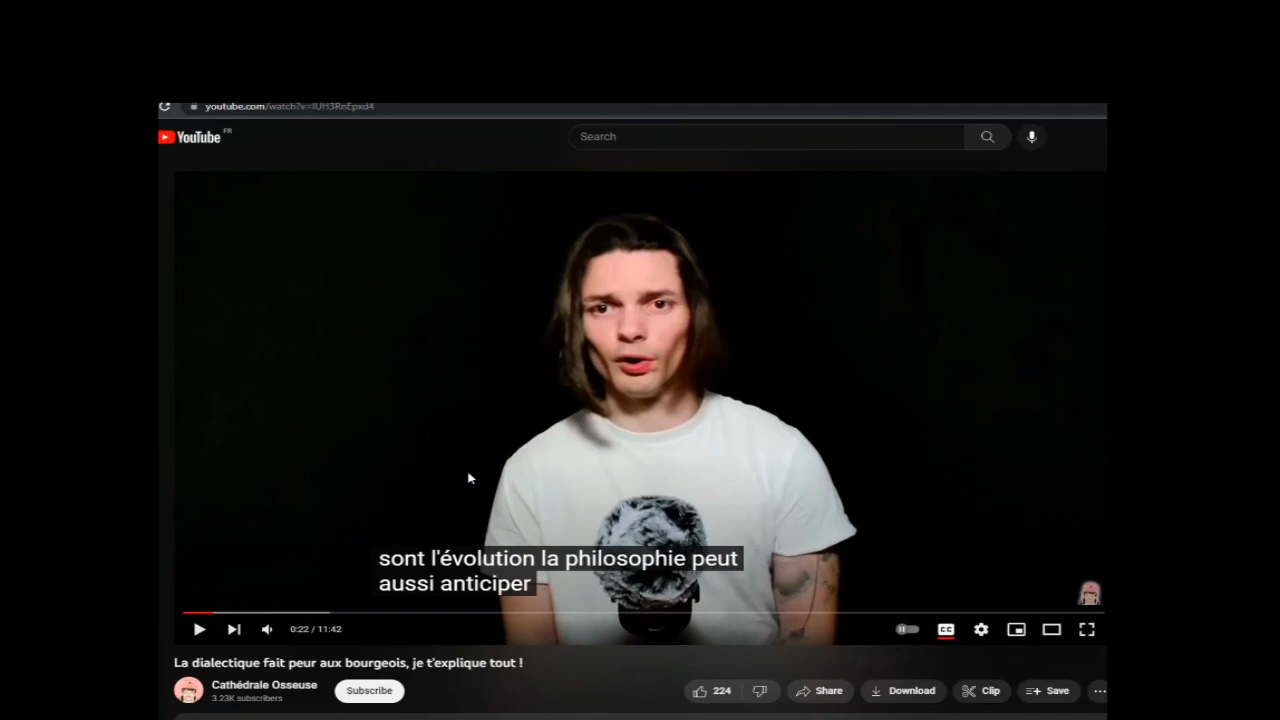 youtube.com/watch?v=IUH3RnEpxd4
YouTube FR
Search
sont l'évolution la philosophie peut
aussi anticiper
0:22 / 11:42
CC
La dialectique fait peur aux bourgeois, je t'explique tout !
Cathédrale Osseuse
3.23K subscribers
Subscribe
224
Share
Download
Clip
Save